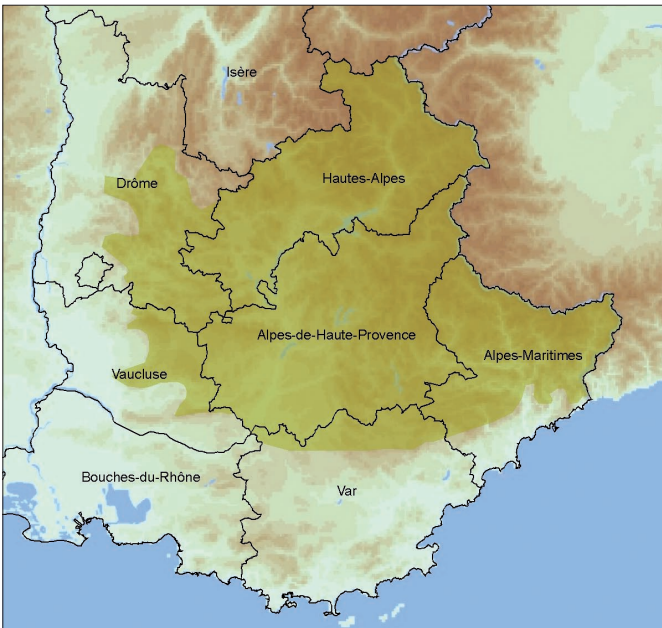 Isère
Hautes-Alpes
Drôme
Alpes-de-Haute-Provence
Alpes-Maritimes
Vaucluse
Bouches-du-Rhône
Var